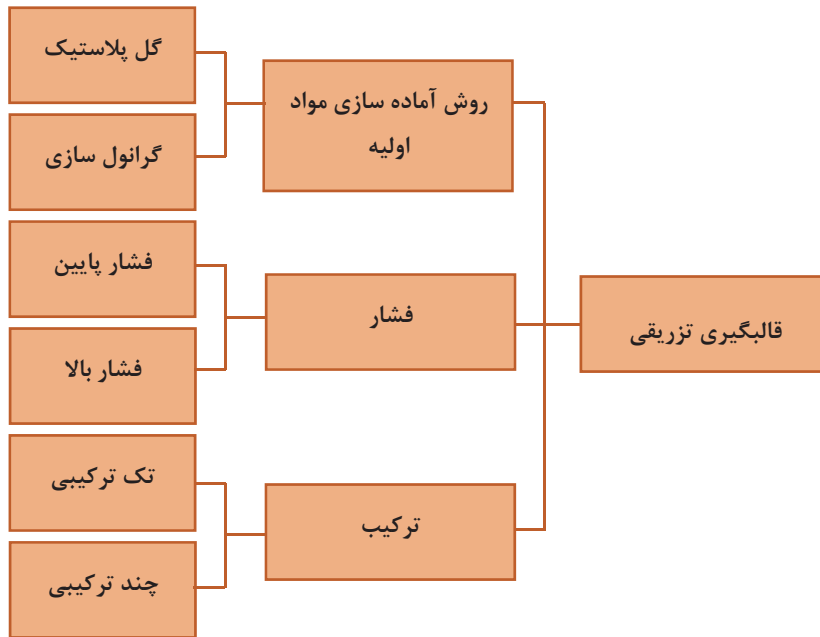 قالبگیری تزریقی
روش آماده سازی مواد
اولیه
گل پلاستیک
گرانول سازی
فشار
فشار پایین
فشار بالا
ترکیب
تک ترکیبی
چند ترکیبی